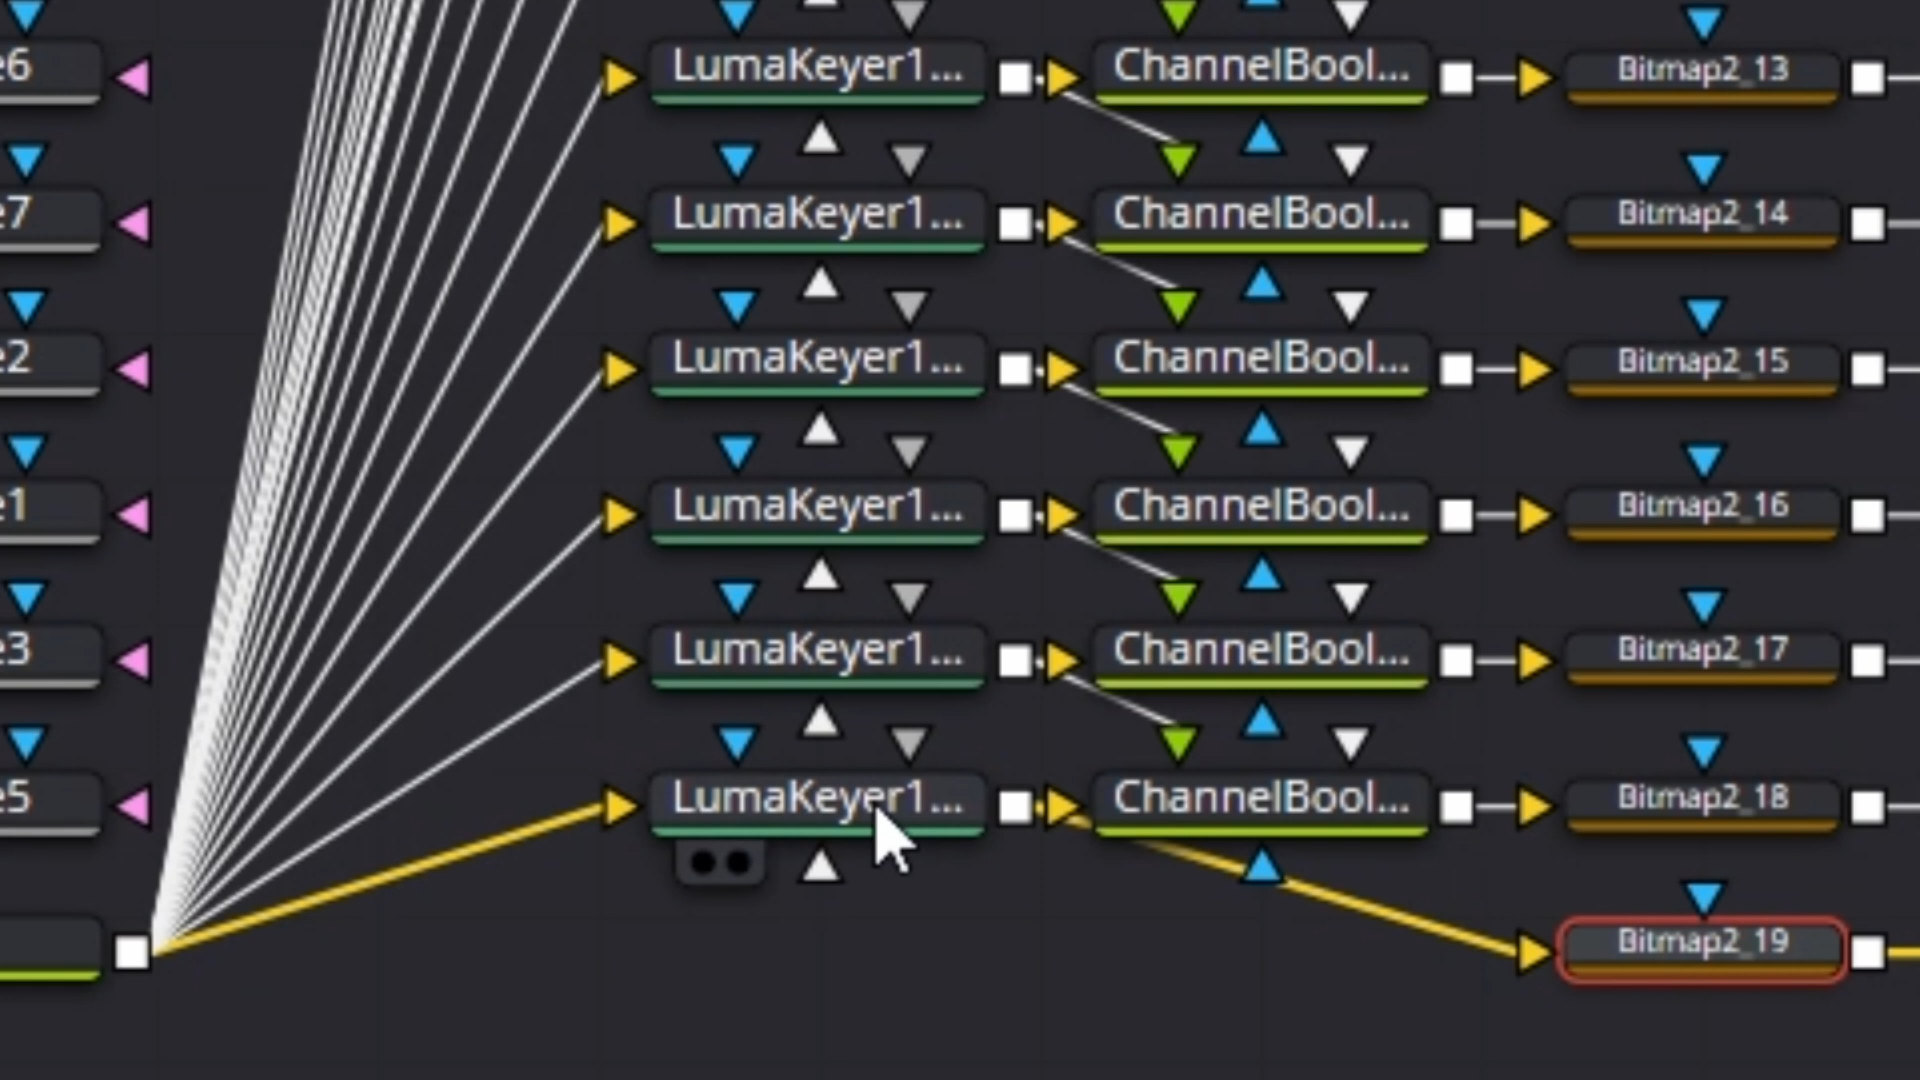 e6 LumaKeyer1... ChannelBool... Bitmap2_13
e7 LumaKeyer1... ChannelBool... Bitmap2_14
e2 LumaKeyer1... ChannelBool... Bitmap2_15
e1 LumaKeyer1... ChannelBool... Bitmap2_16
e3 LumaKeyer1... ChannelBool... Bitmap2_17
e5 LumaKeyer1... ChannelBool... Bitmap2_18
Bitmap2_19